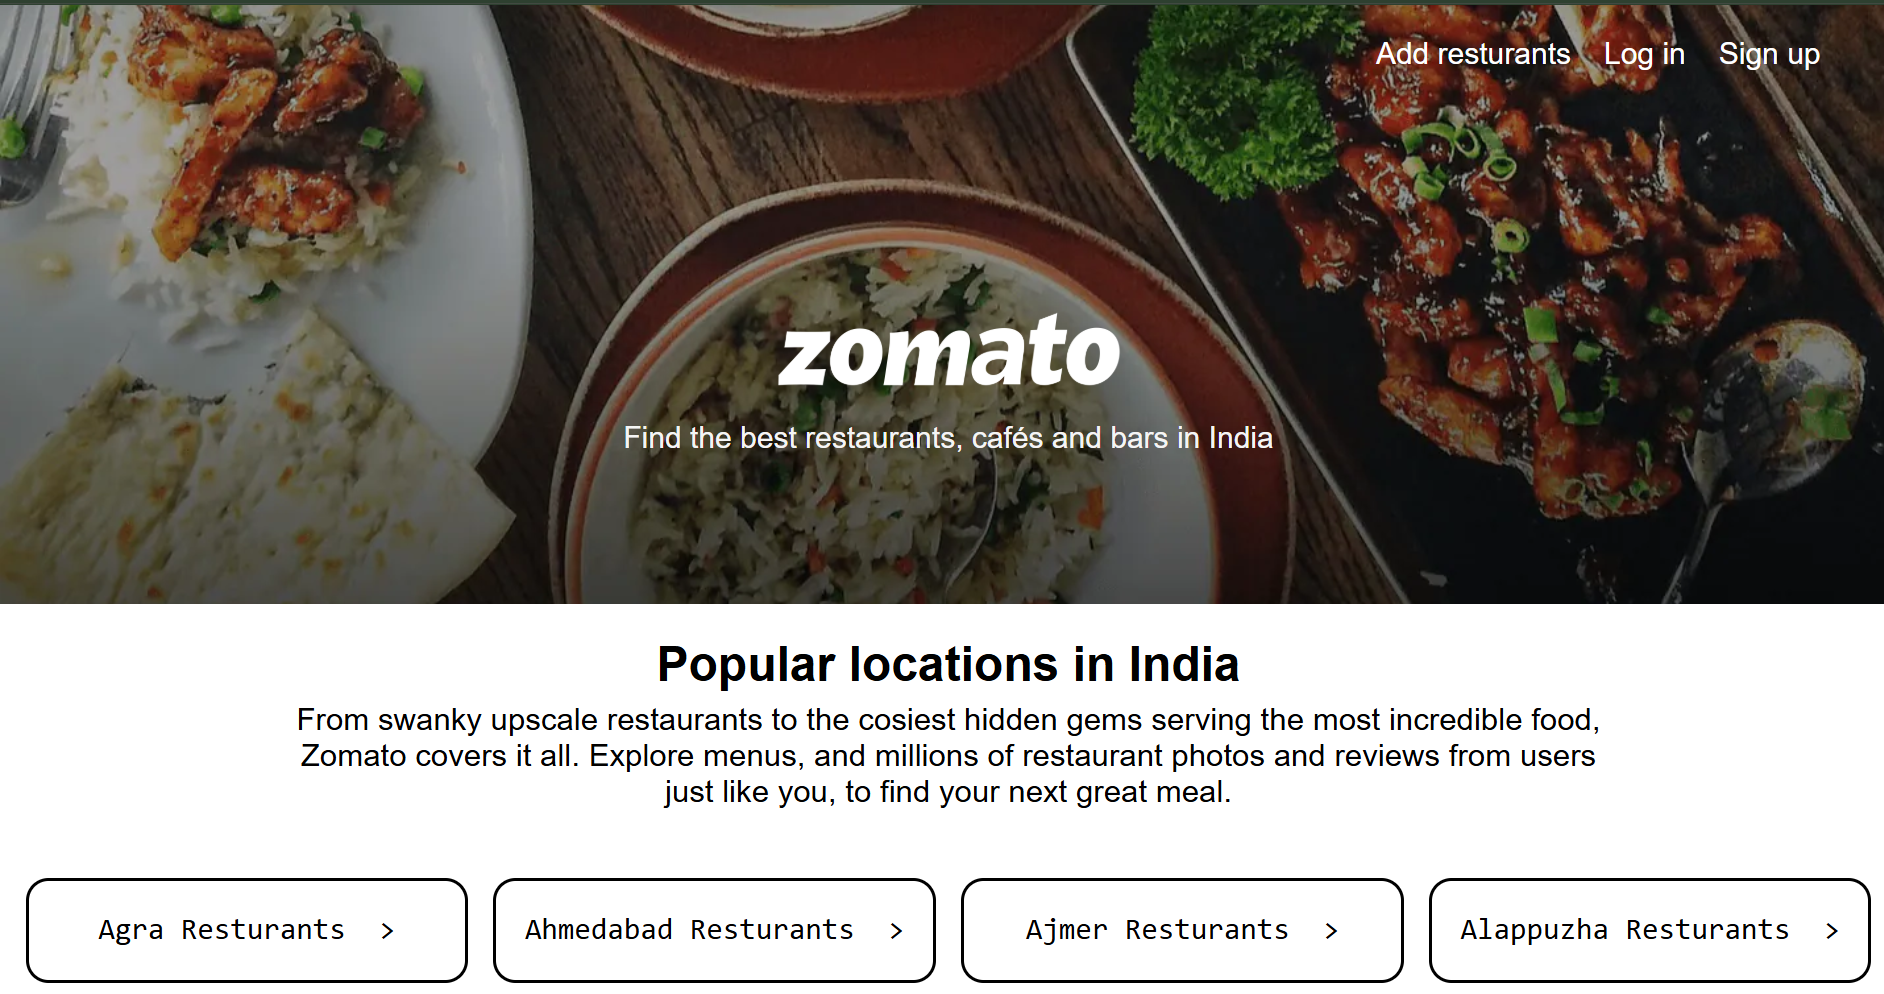 Add resturants Log in Sign up
zomato
Find the best restaurants, cafés and bars in India
Popular locations in India
From swanky upscale restaurants to the cosiest hidden gems serving the most incredible food,
Zomato covers it all. Explore menus, and millions of restaurant photos and reviews from users
just like you, to find your next great meal.
Agra Resturants > Ahmedabad Resturants > Ajmer Resturants > Alappuzha Resturants >